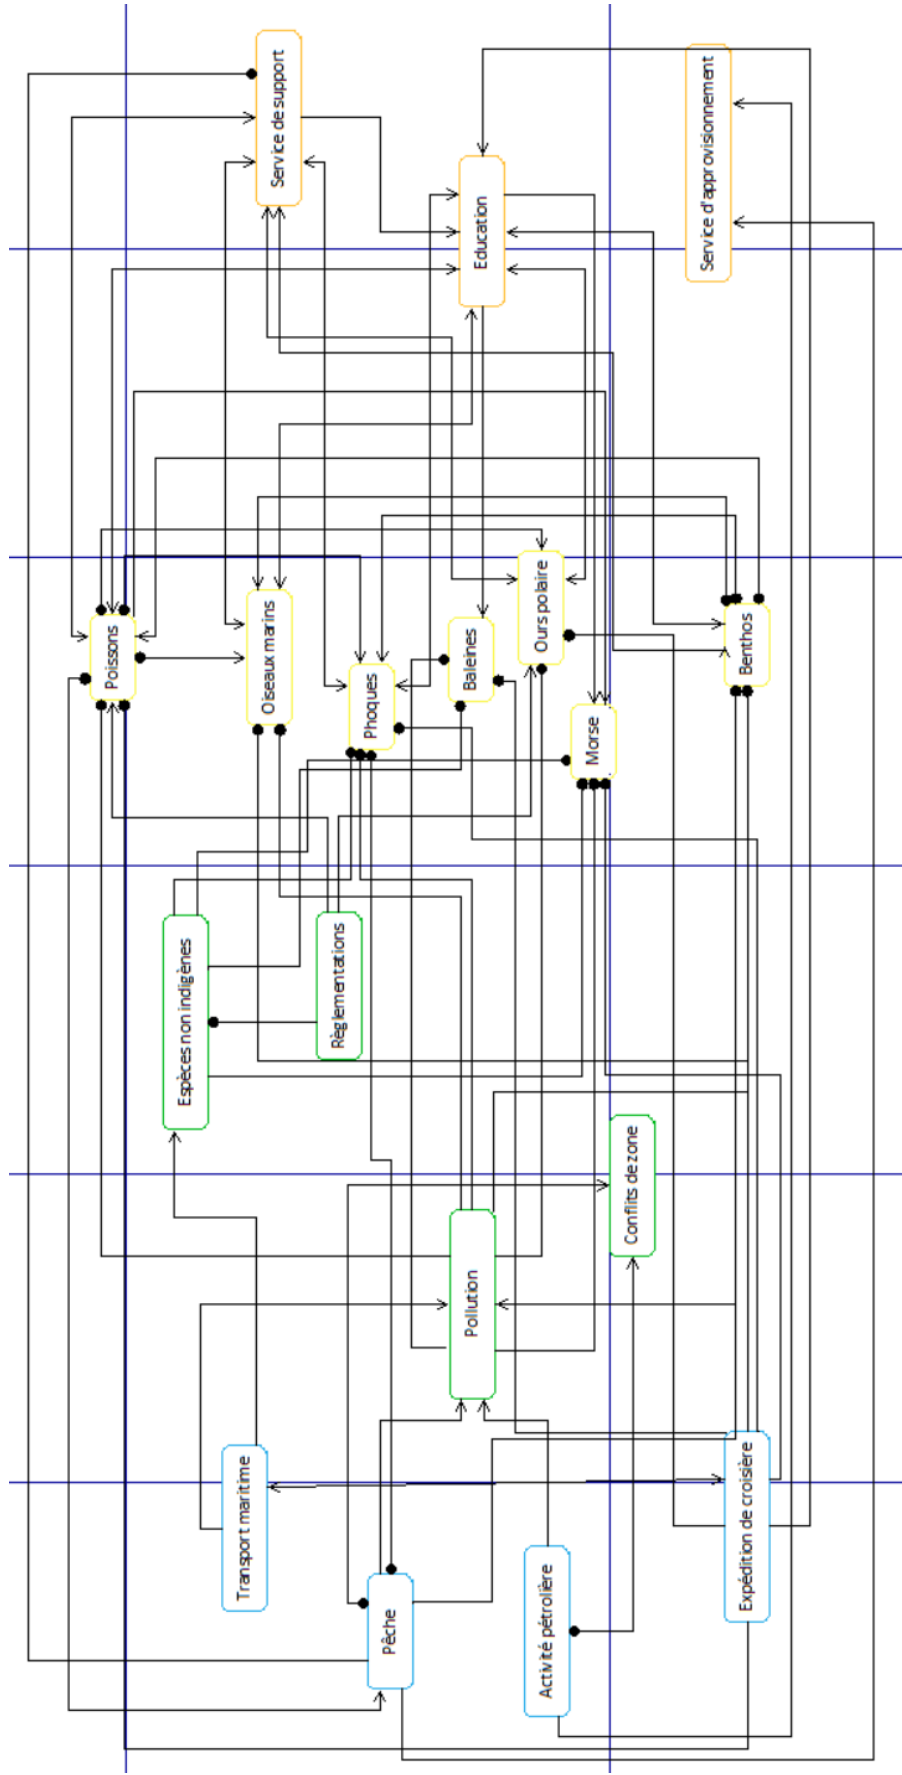 Service de support
Education
Service d'approvisionnement
Poissons
Oiseaux marins
Phoques
Baleines
Ours polaire
Morse
Benthos
Espèces non indigènes
Règlementations
Pollution
Conflits de zone
Transport maritime
Pêche
Activité pétrolière
Expédition de croisière